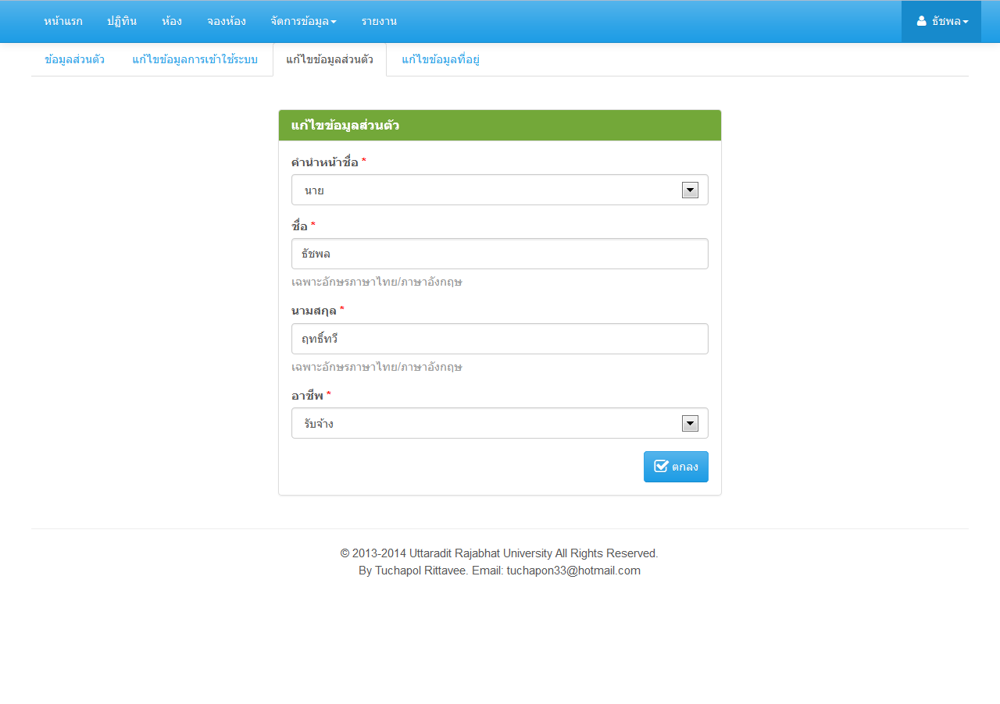 หน้าแรก ปฏิทิน ห้อง จองห้อง จัดการข้อมูล รายงาน ธัชพล
ข้อมูลส่วนตัว แก้ไขข้อมูลการเข้าใช้ระบบ แก้ไขข้อมูลส่วนตัว แก้ไขข้อมูลที่อยู่
แก้ไขข้อมูลส่วนตัว
คำนำหน้าชื่อ *
นาย
ชื่อ *
ธัชพล
เฉพาะอักษรภาษาไทย/ภาษาอังกฤษ
นามสกุล *
ฤทธิ์ทวี
เฉพาะอักษรภาษาไทย/ภาษาอังกฤษ
อาชีพ *
รับจ้าง
ตกลง
© 2013-2014 Uttaradit Rajabhat University All Rights Reserved.
By Tuchapol Rittavee. Email: tuchapon33@hotmail.com